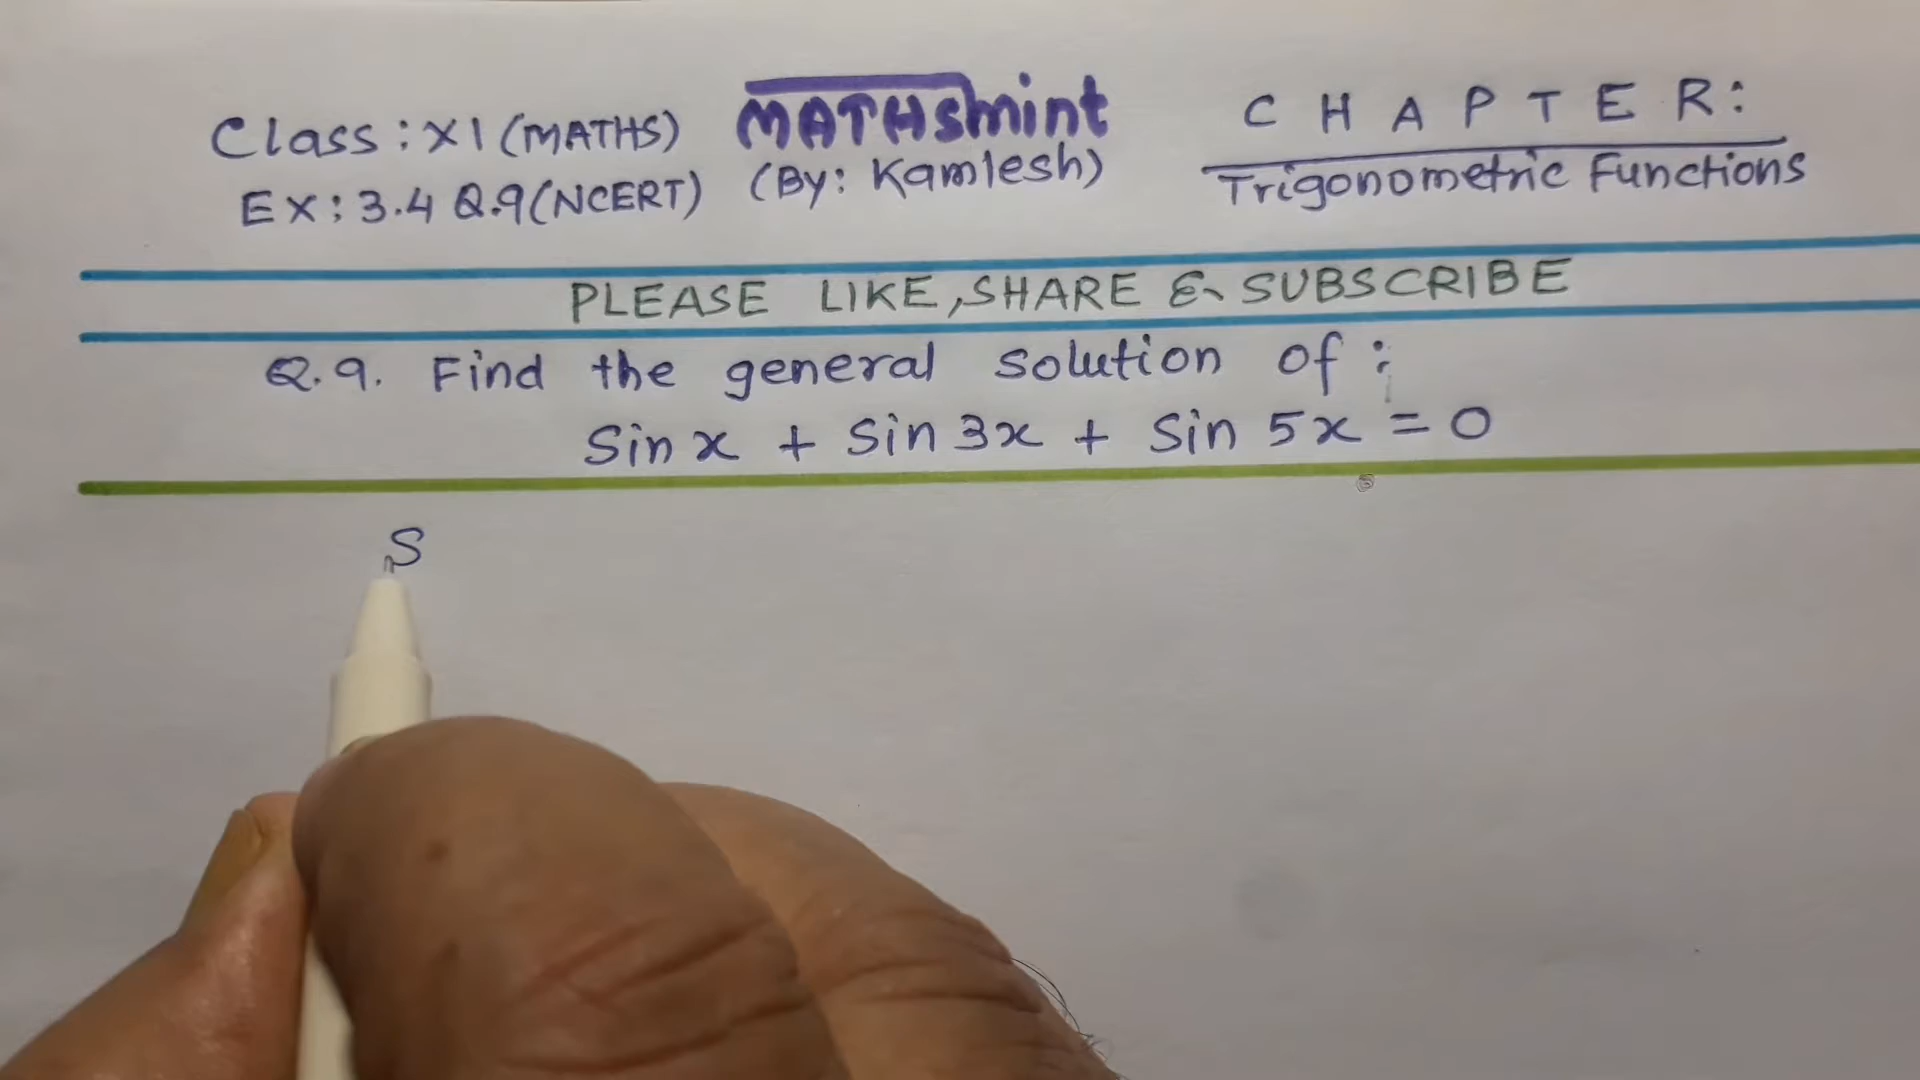 Class: XI (MATHS)
EX: 3.4 Q.9 (NCERT)
MATHSmint
(By: Kamlesh)
CHAPTER:
Trigonometric Functions
PLEASE LIKE, SHARE & SUBSCRIBE
Q.9. Find the general solution of:
Sin x + Sin 3x + Sin 5x = 0
S